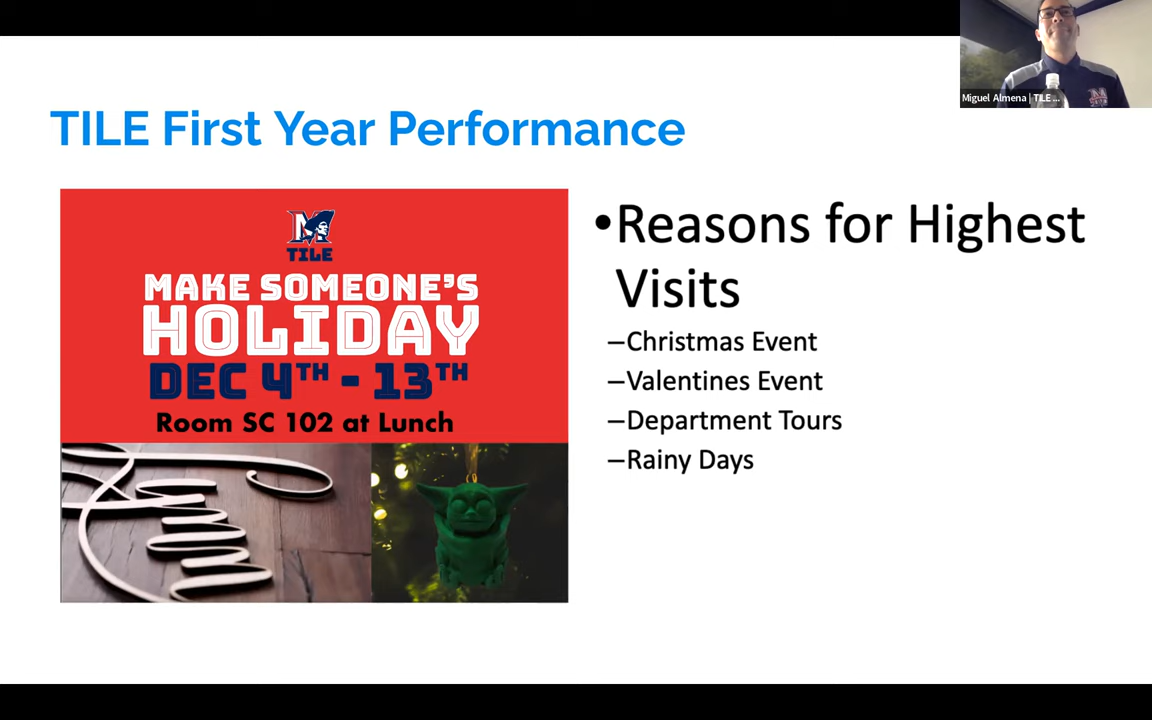 Miguel Almena | TILE ...
TILE First Year Performance
M
TILE
MAKE SOMEONE'S
HOLIDAY
DEC 4TH - 13TH
Room SC 102 at Lunch
•Reasons for Highest
Visits
–Christmas Event
–Valentines Event
–Department Tours
–Rainy Days